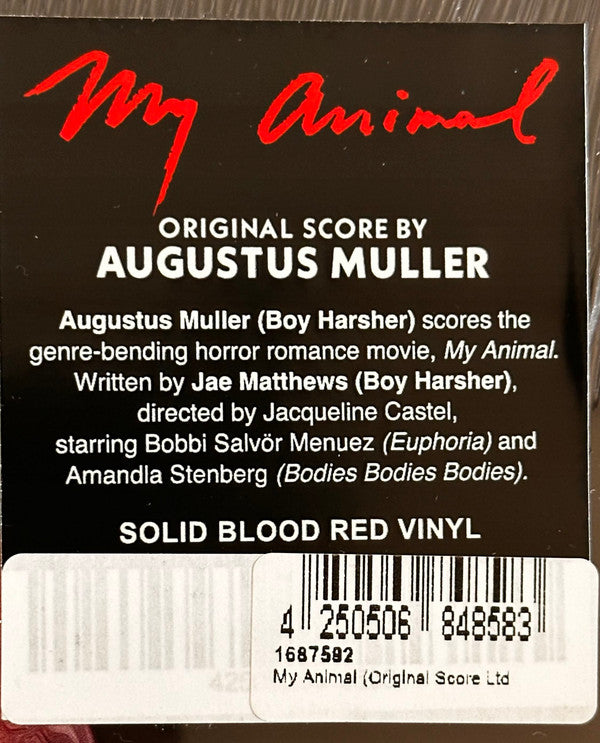 My Animal
ORIGINAL SCORE BY
AUGUSTUS MULLER
Augustus Muller (Boy Harsher) scores the
genre-bending horror romance movie, My Animal.
Written by Jae Matthews (Boy Harsher),
directed by Jacqueline Castel,
starring Bobbi Salvör Menuez (Euphoria) and
Amandla Stenberg (Bodies Bodies Bodies).
SOLID BLOOD RED VINYL
4 250506 848583
1687592
My Animal (Original Score Ltd